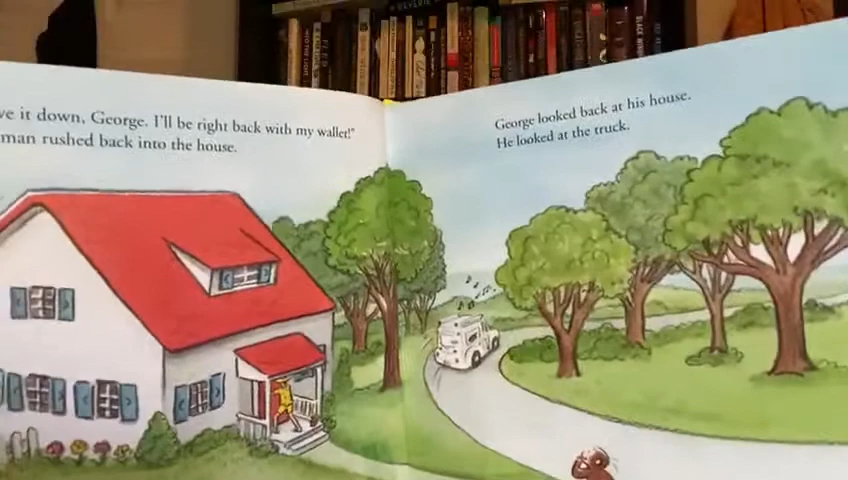 ve it down, George. I'll be right back with my wallet!"
man rushed back into the house.
George looked back at his house.
He looked at the truck.